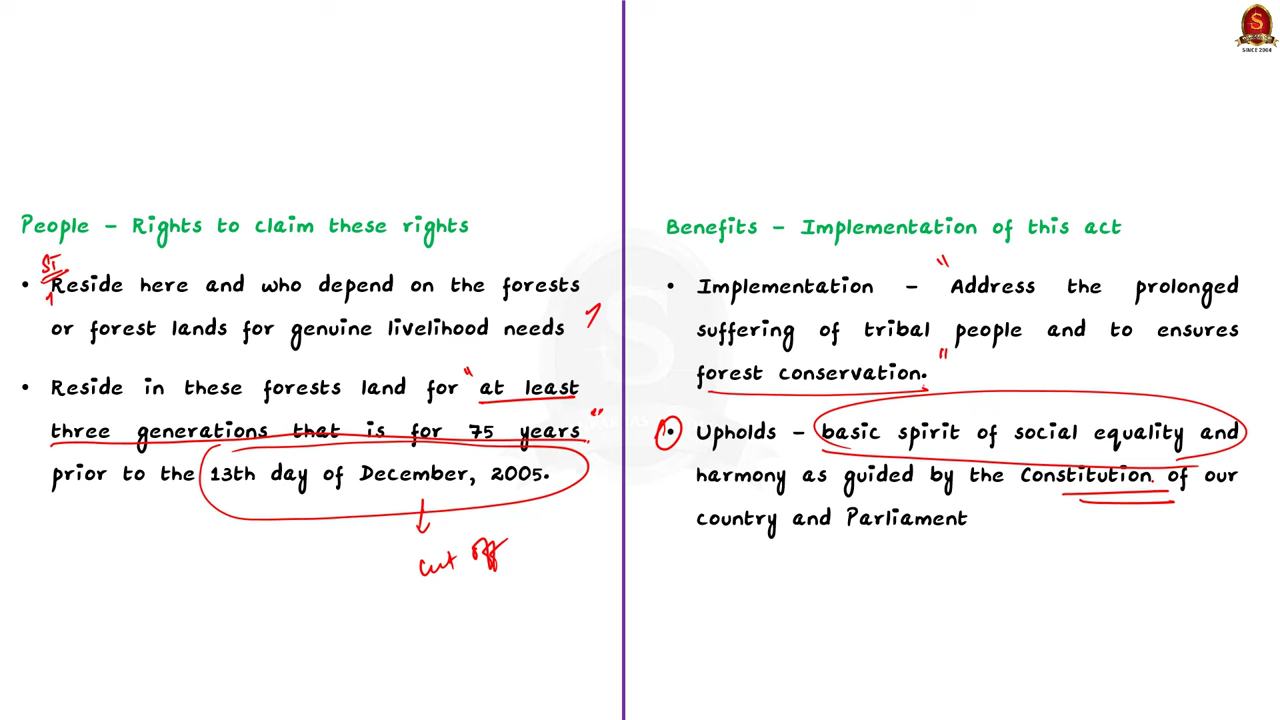 S
SINCE 2004
People - Rights to claim these rights
ST
• Reside here and who depend on the forests
or forest lands for genuine livelihood needs
• Reside in these forests land for "at least
three generations that is for 75 years"
prior to the 13th day of December, 2005.
cut off
Benefits - Implementation of this act
• Implementation - "Address the prolonged
suffering of tribal people and to ensures
forest conservation."
• Upholds - basic spirit of social equality and
harmony as guided by the Constitution of our
country and Parliament